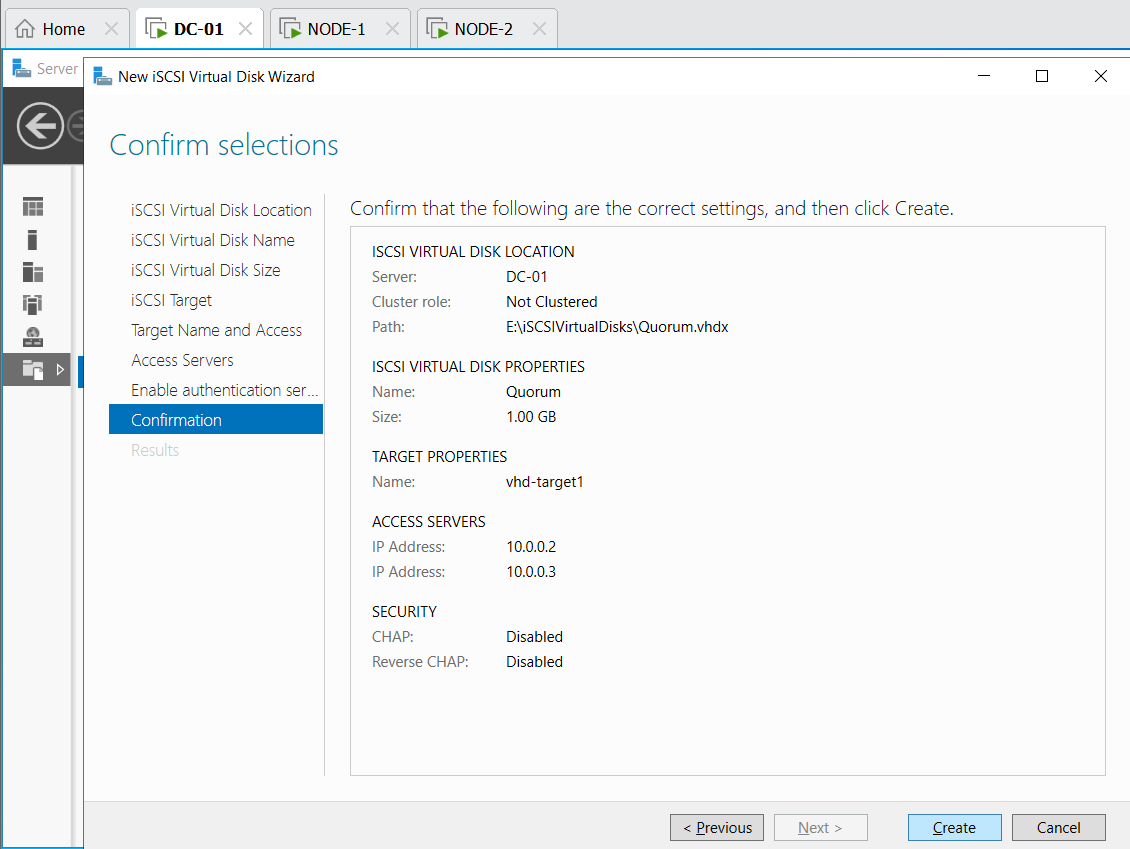 Home
DC-01
NODE-1
NODE-2
Server
New iSCSI Virtual Disk Wizard
Confirm selections
iSCSI Virtual Disk Location
iSCSI Virtual Disk Name
iSCSI Virtual Disk Size
iSCSI Target
Target Name and Access
Access Servers
Enable authentication ser...
Confirmation
Results
Confirm that the following are the correct settings, and then click Create.
ISCSI VIRTUAL DISK LOCATION
Server: DC-01
Cluster role: Not Clustered
Path: E:\iSCSIVirtualDisks\Quorum.vhdx
ISCSI VIRTUAL DISK PROPERTIES
Name: Quorum
Size: 1.00 GB
TARGET PROPERTIES
Name: vhd-target1
ACCESS SERVERS
IP Address: 10.0.0.2
IP Address: 10.0.0.3
SECURITY
CHAP: Disabled
Reverse CHAP: Disabled
< Previous
Next >
Create
Cancel